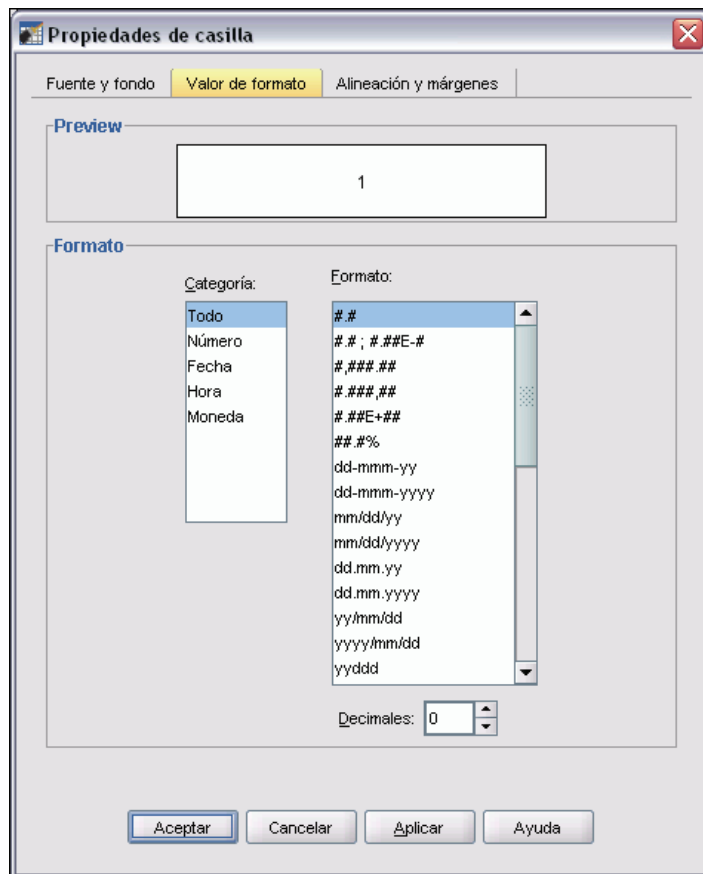 Propiedades de casilla
Fuente y fondo Valor de formato Alineación y márgenes
Preview
1
Formato
Categoría:
Todo
Número
Fecha
Hora
Moneda
Formato:
#.#
#.# ; #.##E-#
#,###.##
#.###,##
#.##E+##
##.#%
dd-mmm-yy
dd-mmm-yyyy
mm/dd/yy
mm/dd/yyyy
dd.mm.yy
dd.mm.yyyy
yy/mm/dd
yyyy/mm/dd
yyddd
Decimales: 0
Aceptar Cancelar Aplicar Ayuda